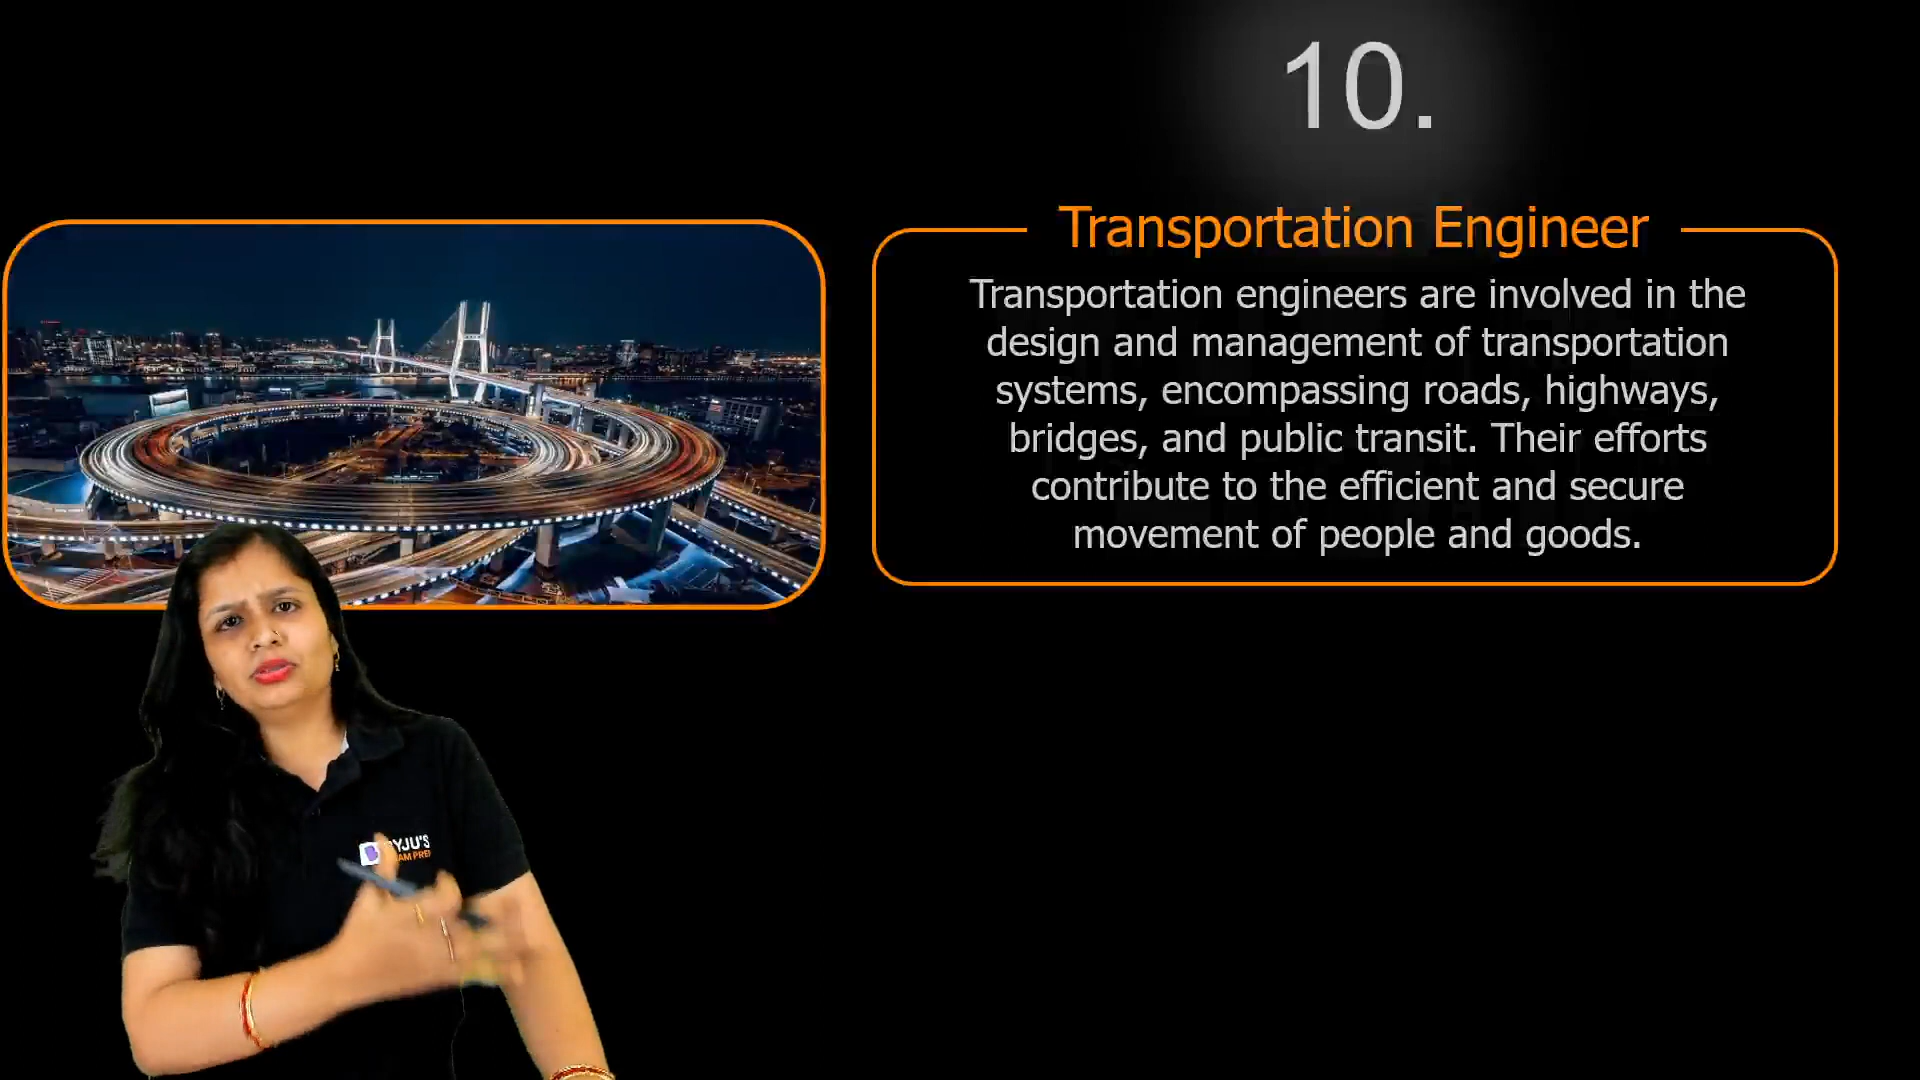 10.
Transportation Engineer
Transportation engineers are involved in the
design and management of transportation
systems, encompassing roads, highways,
bridges, and public transit. Their efforts
contribute to the efficient and secure
movement of people and goods.